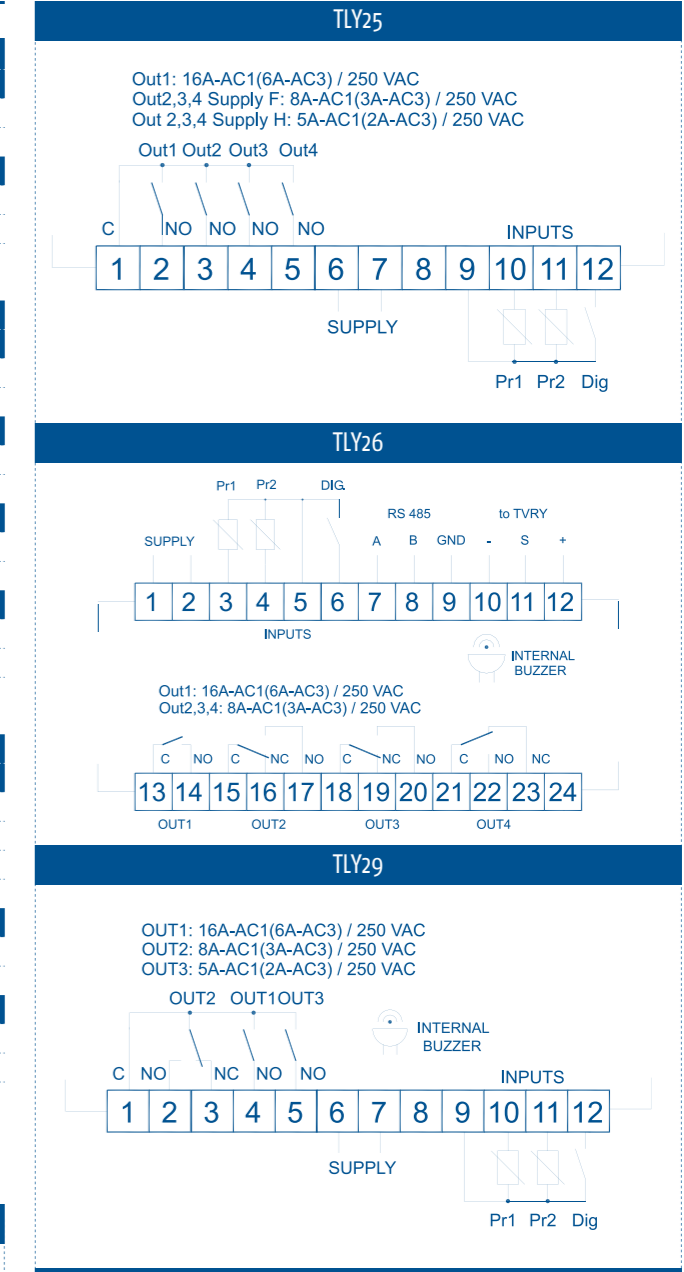 TLY25
Out1: 16A-AC1(6A-AC3) / 250 VAC
Out2,3,4 Supply F: 8A-AC1(3A-AC3) / 250 VAC
Out 2,3,4 Supply H: 5A-AC1(2A-AC3) / 250 VAC
Out1 Out2 Out3 Out4
C NO NO NO NO INPUTS
1 2 3 4 5 6 7 8 9 10 11 12
SUPPLY
Pr1 Pr2 Dig
TLY26
Pr1 Pr2 DIG.
RS 485 to TVRY
SUPPLY A B GND - S +
1 2 3 4 5 6 7 8 9 10 11 12
INPUTS
INTERNAL
BUZZER
Out1: 16A-AC1(6A-AC3) / 250 VAC
Out2,3,4: 8A-AC1(3A-AC3) / 250 VAC
C NO C NC NO C NC NO C NO NC
13 14 15 16 17 18 19 20 21 22 23 24
OUT1 OUT2 OUT3 OUT4
TLY29
OUT1: 16A-AC1(6A-AC3) / 250 VAC
OUT2: 8A-AC1(3A-AC3) / 250 VAC
OUT3: 5A-AC1(2A-AC3) / 250 VAC
OUT2 OUT1OUT3
INTERNAL
BUZZER
C NO NC NO NO INPUTS
1 2 3 4 5 6 7 8 9 10 11 12
SUPPLY
Pr1 Pr2 Dig